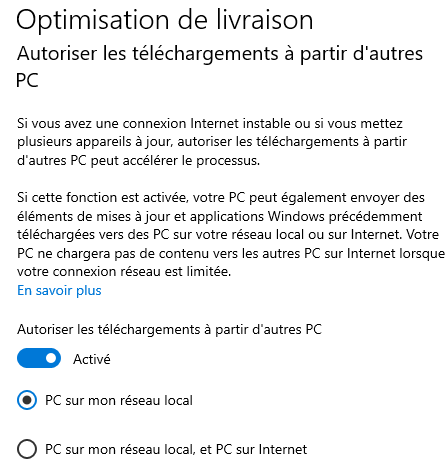 Optimisation de livraison
Autoriser les téléchargements à partir d'autres
PC
Si vous avez une connexion Internet instable ou si vous mettez
plusieurs appareils à jour, autoriser les téléchargements à partir
d'autres PC peut accélérer le processus.
Si cette fonction est activée, votre PC peut également envoyer des
éléments de mises à jour et applications Windows précédemment
téléchargées vers des PC sur votre réseau local ou sur Internet. Votre
PC ne chargera pas de contenu vers les autres PC sur Internet lorsque
votre connexion réseau est limitée.
En savoir plus
Autoriser les téléchargements à partir d'autres PC
Activé
PC sur mon réseau local
PC sur mon réseau local, et PC sur Internet